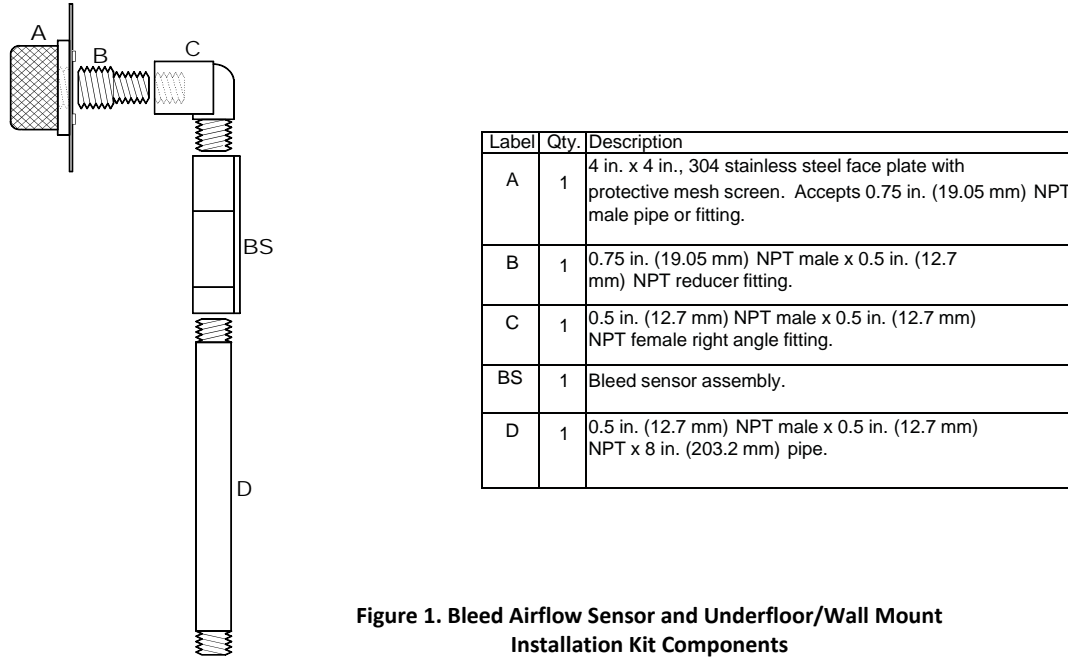 A
B
C
BS
D
Label Qty. Description
A 1 4 in. x 4 in., 304 stainless steel face plate with
protective mesh screen. Accepts 0.75 in. (19.05 mm) NPT
male pipe or fitting.
B 1 0.75 in. (19.05 mm) NPT male x 0.5 in. (12.7
mm) NPT reducer fitting.
C 1 0.5 in. (12.7 mm) NPT male x 0.5 in. (12.7 mm)
NPT female right angle fitting.
BS 1 Bleed sensor assembly.
D 1 0.5 in. (12.7 mm) NPT male x 0.5 in. (12.7 mm)
NPT x 8 in. (203.2 mm) pipe.
Figure 1. Bleed Airflow Sensor and Underfloor/Wall Mount
Installation Kit Components